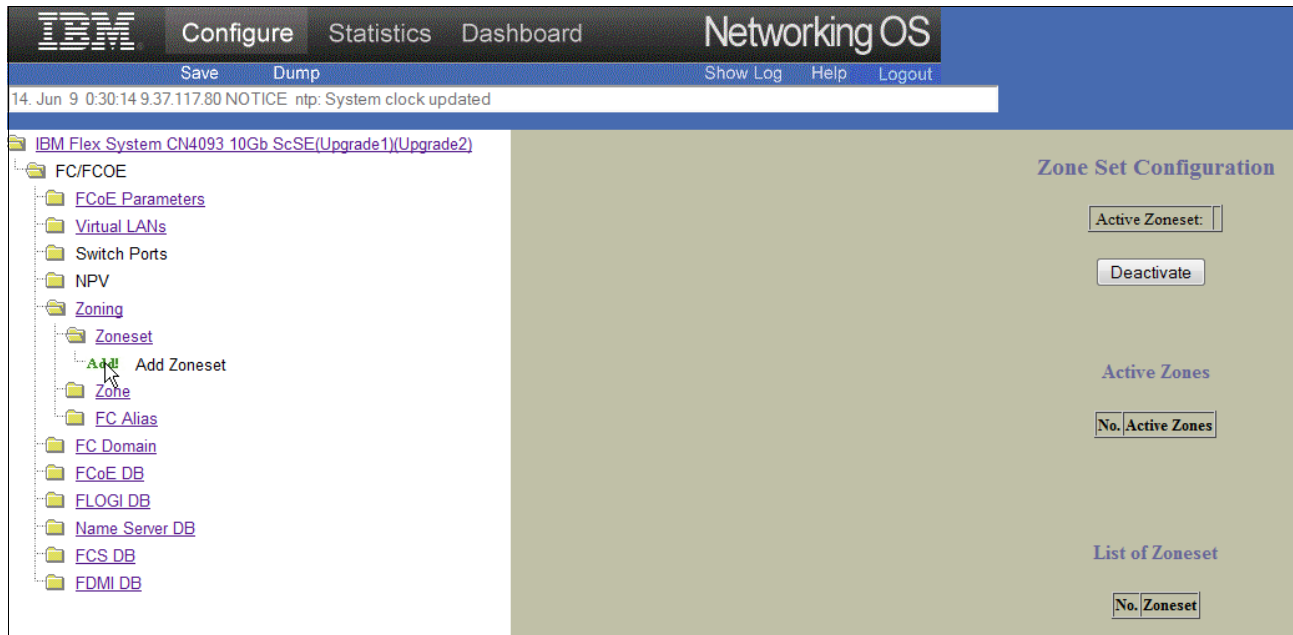 IBM Configure Statistics Dashboard Networking OS
Save Dump Show Log Help Logout
14. Jun 9 0:30:14 9.37.117.80 NOTICE ntp: System clock updated
IBM Flex System CN4093 10Gb ScSE(Upgrade1)(Upgrade2)
FC/FCOE
FCoE Parameters
Virtual LANs
Switch Ports
NPV
Zoning
Zoneset
Add! Add Zoneset
Zone
FC Alias
FC Domain
FCoE DB
FLOGI DB
Name Server DB
FCS DB
FDMI DB
Zone Set Configuration
Active Zoneset:
Deactivate
Active Zones
No. Active Zones
List of Zoneset
No. Zoneset